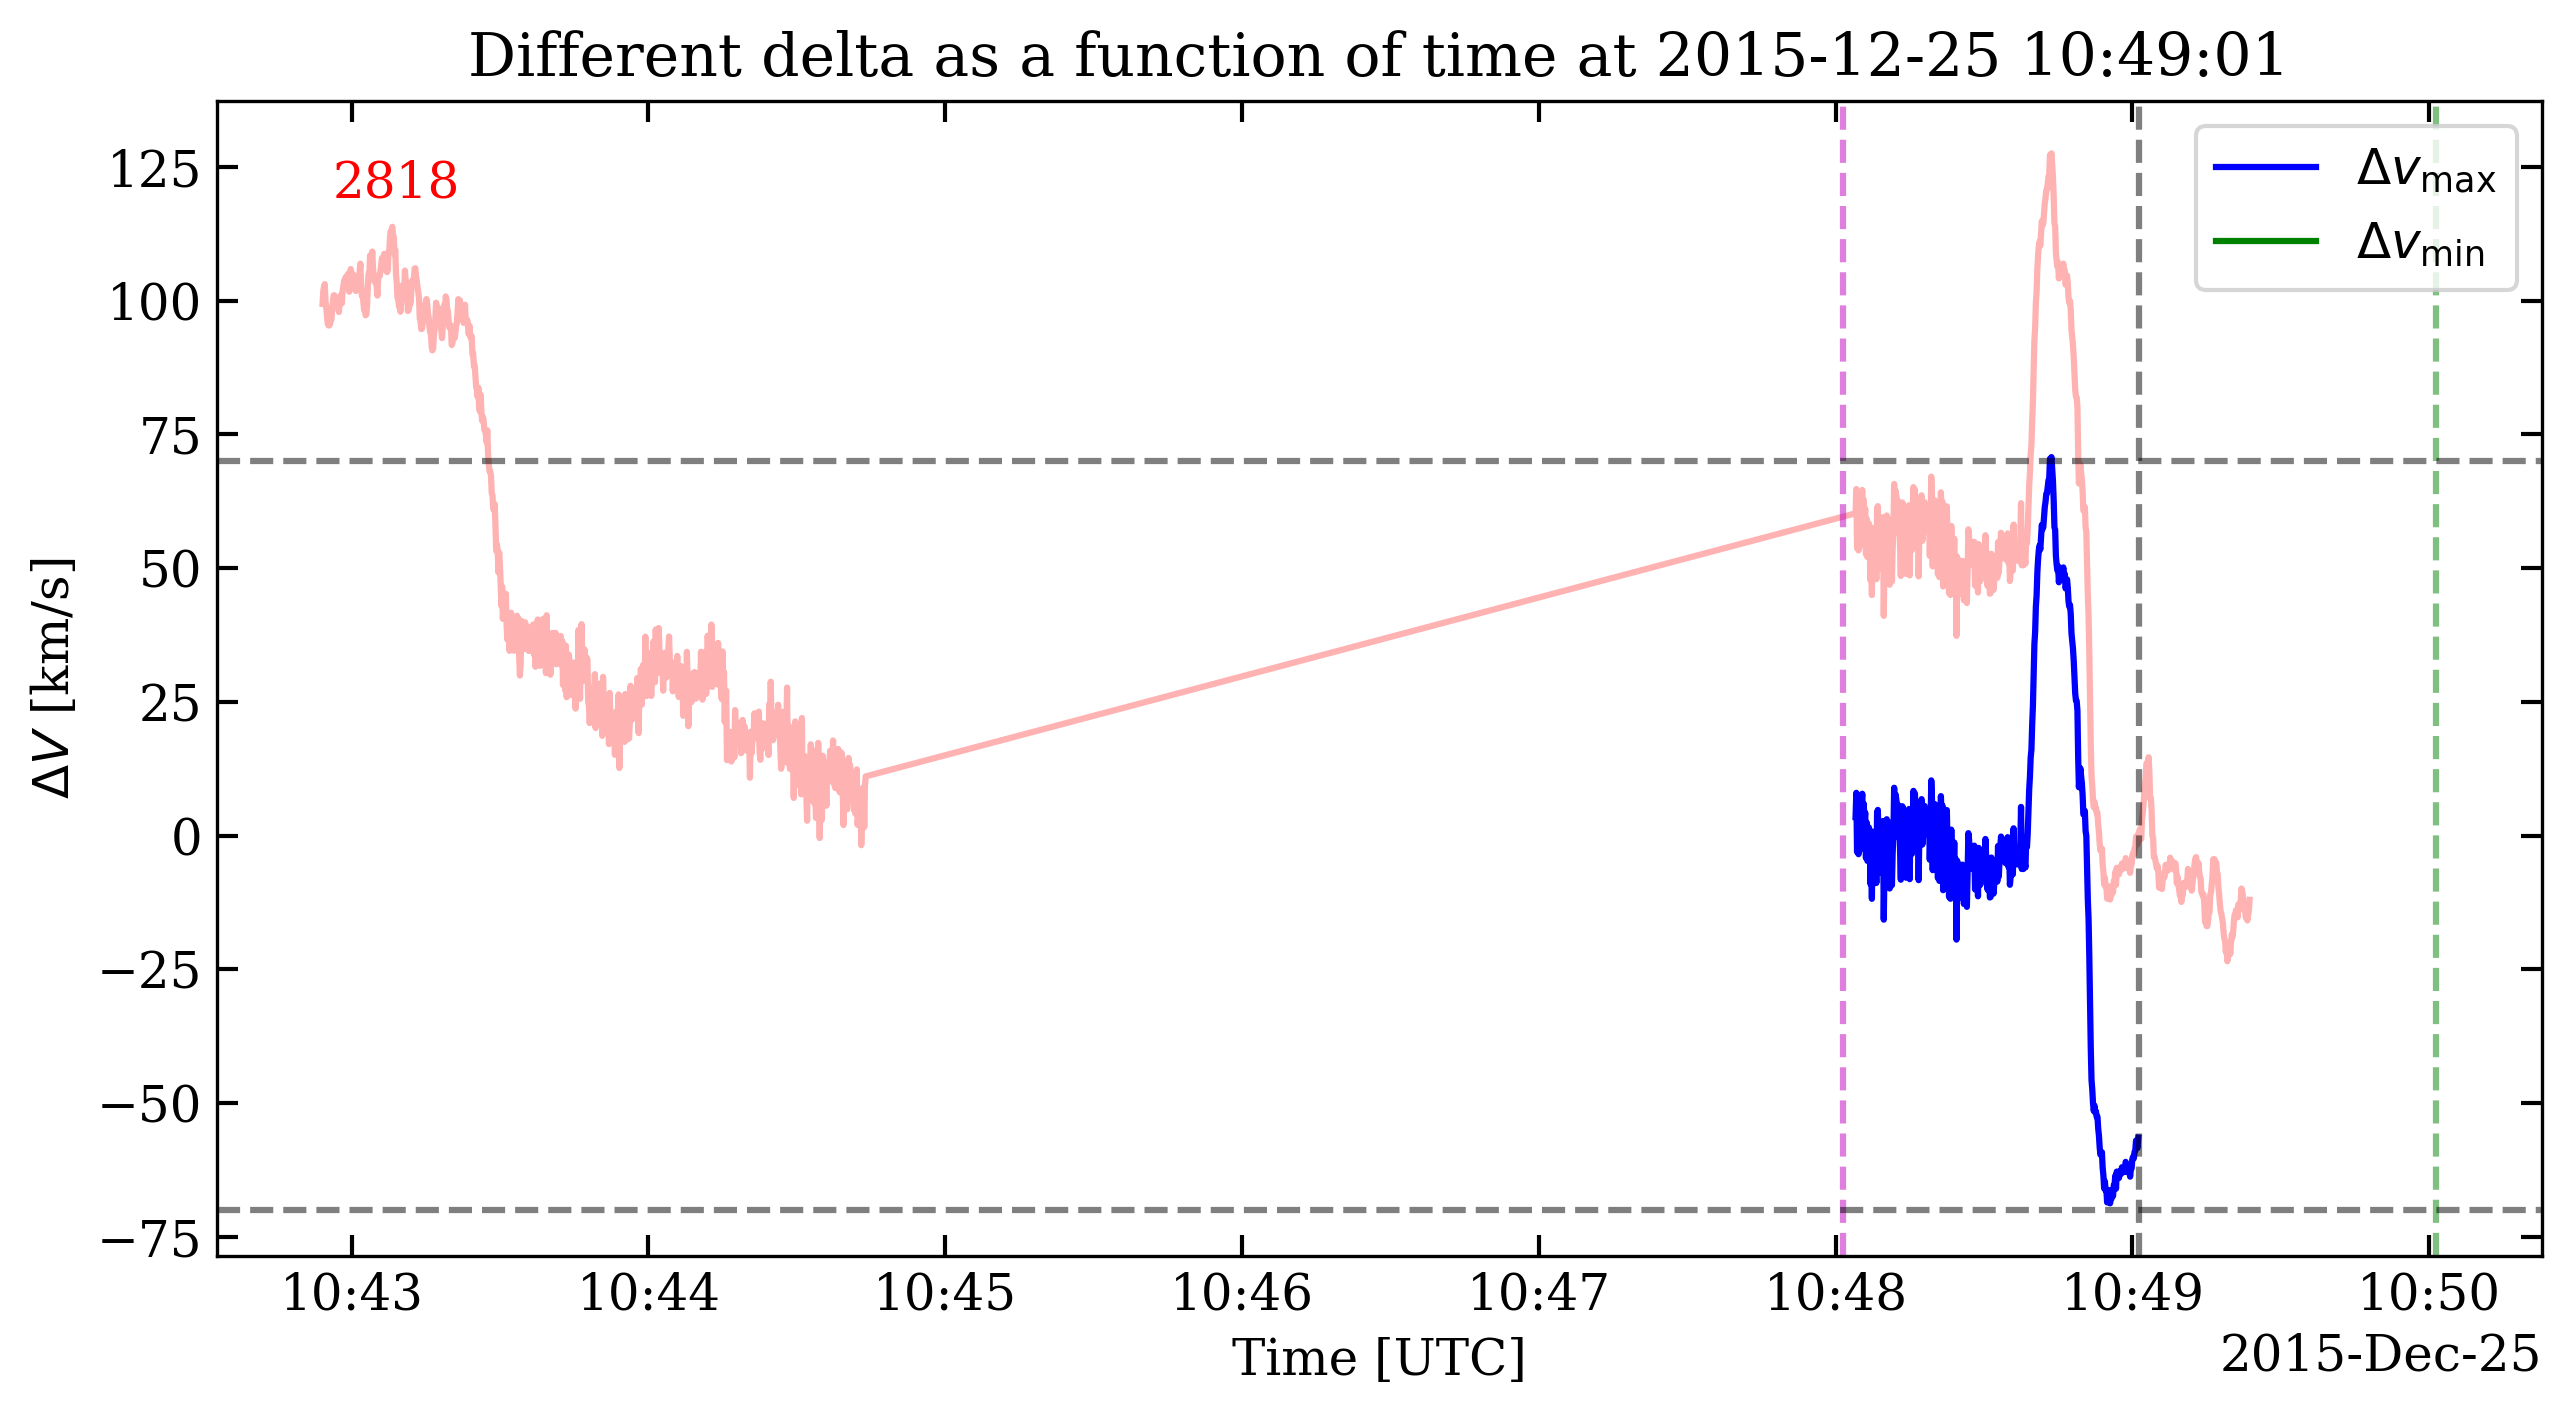 Different delta as a function of time at 2015-12-25 10:49:01
2818
Δv_max
Δv_min
125
100
75
50
25
0
−25
−50
−75
ΔV [km/s]
10:43 10:44 10:45 10:46 10:47 10:48 10:49 10:50
Time [UTC]
2015-Dec-25